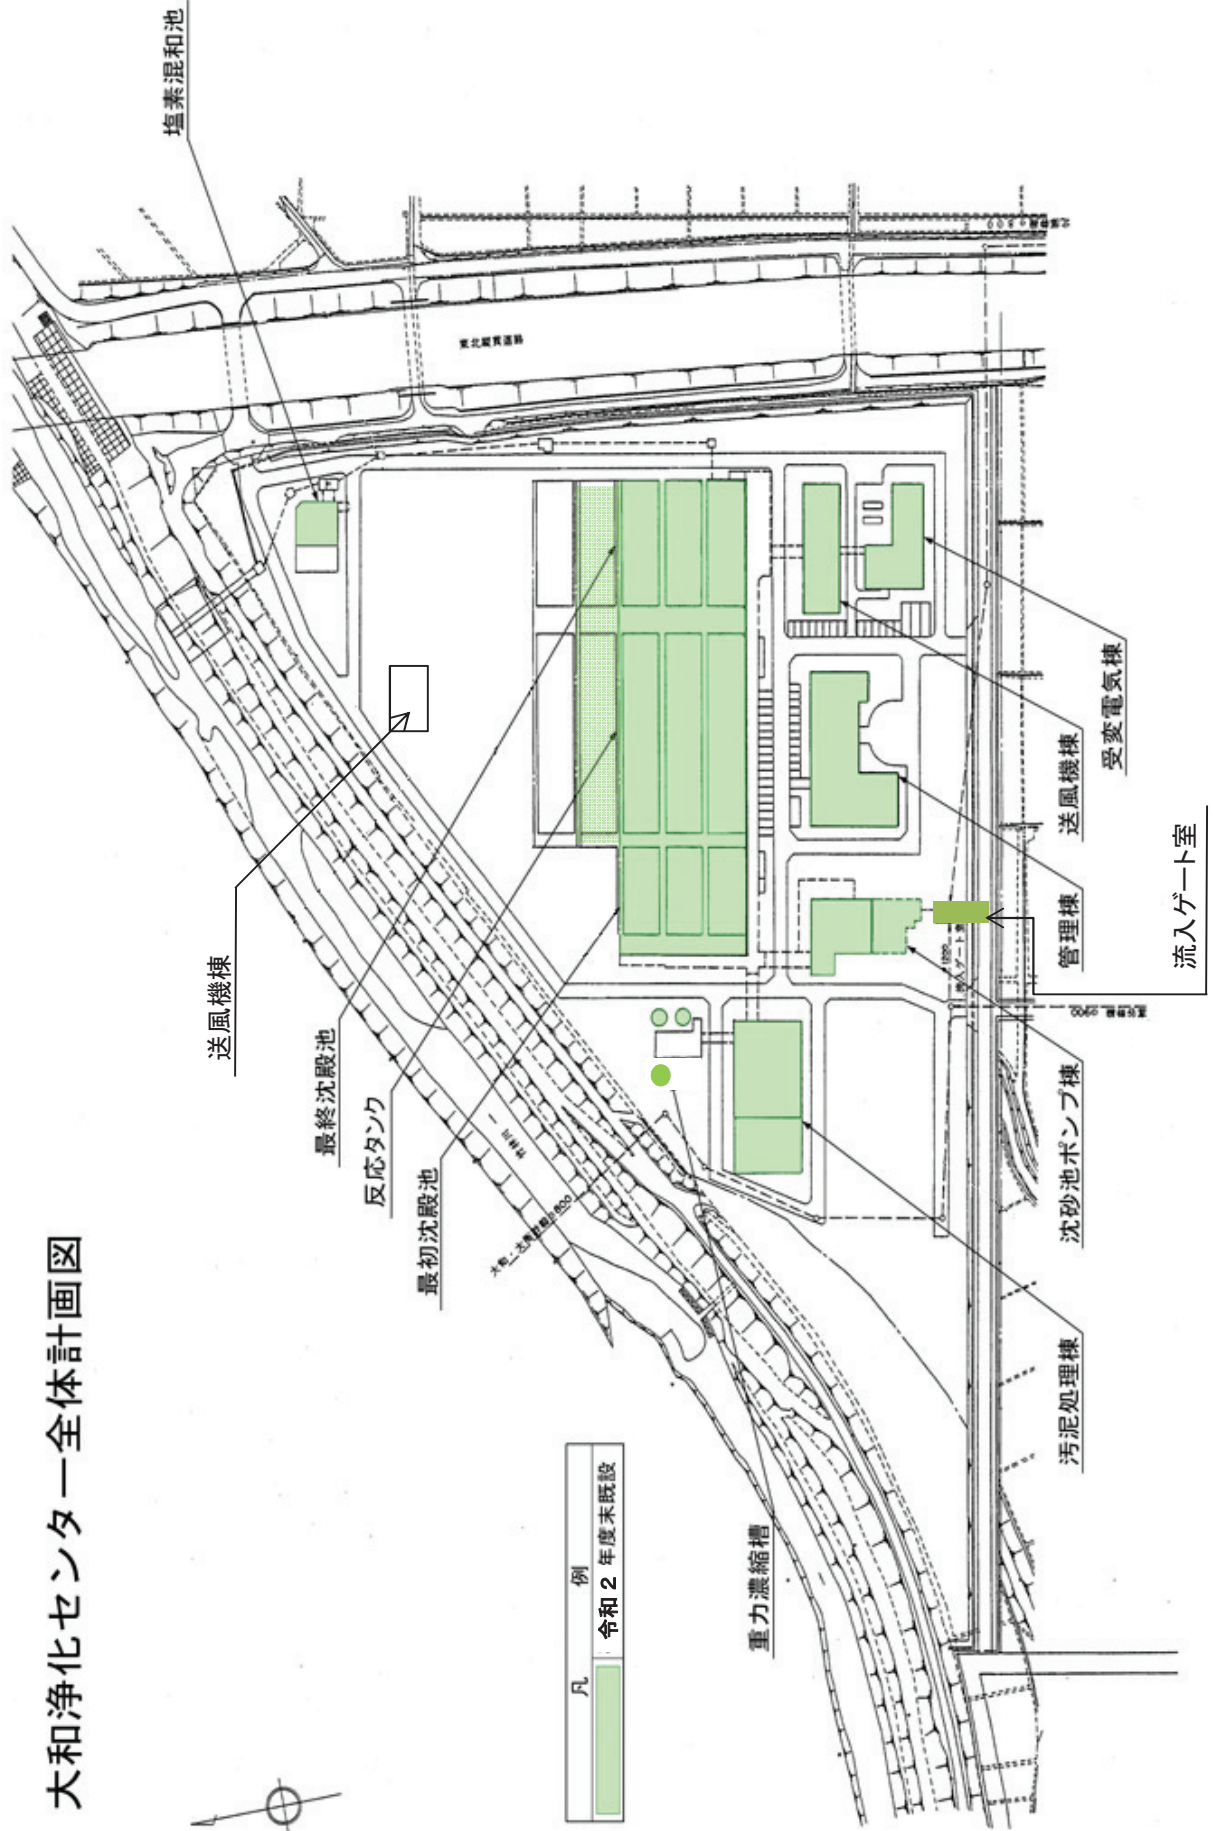 大和浄化センター全体計画図
塩素混和池
東北縦貫道路
送風機棟
最終沈殿池
反応タンク
最初沈殿池
受変電気棟
送風機棟
管理棟
流入ゲート室
沈砂池ポンプ棟
汚泥処理棟
重力濃縮槽
凡例
令和2 年度末既設